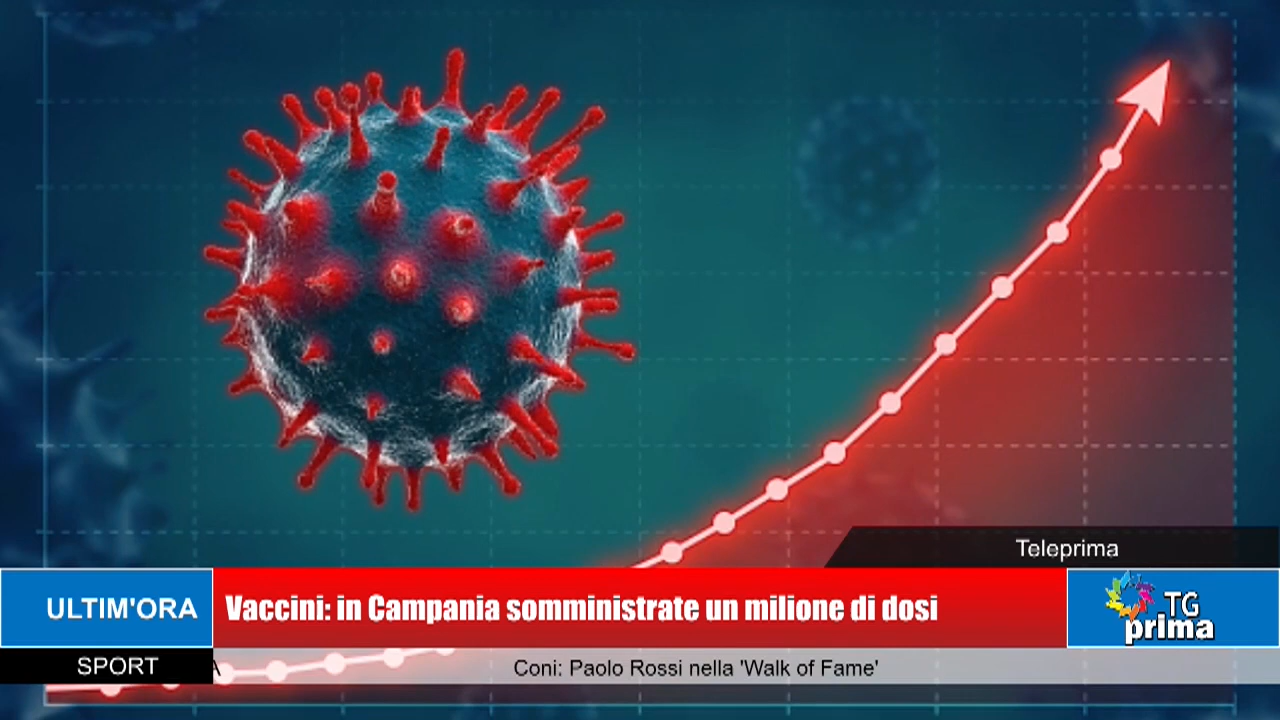 Teleprima
ULTIM'ORA
Vaccini: in Campania somministrate un milione di dosi
TG
prima
SPORT
Coni: Paolo Rossi nella 'Walk of Fame'